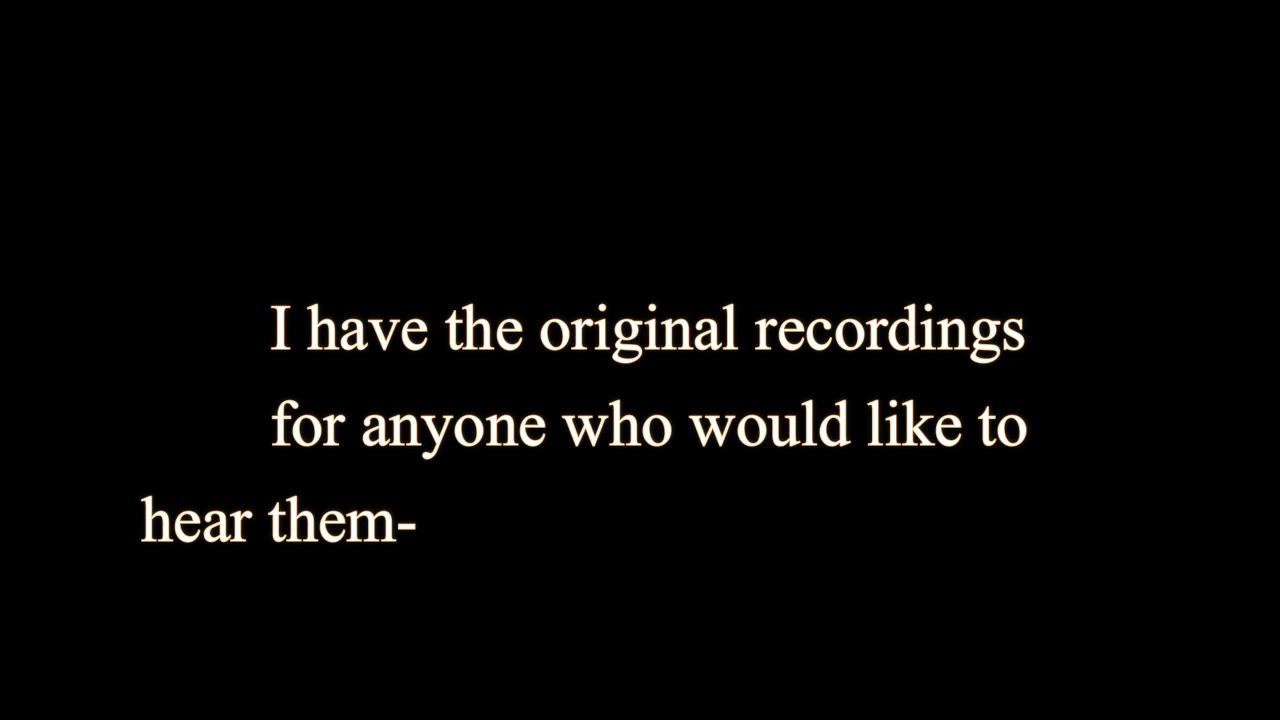 I have the original recordings
for anyone who would like to
hear them-